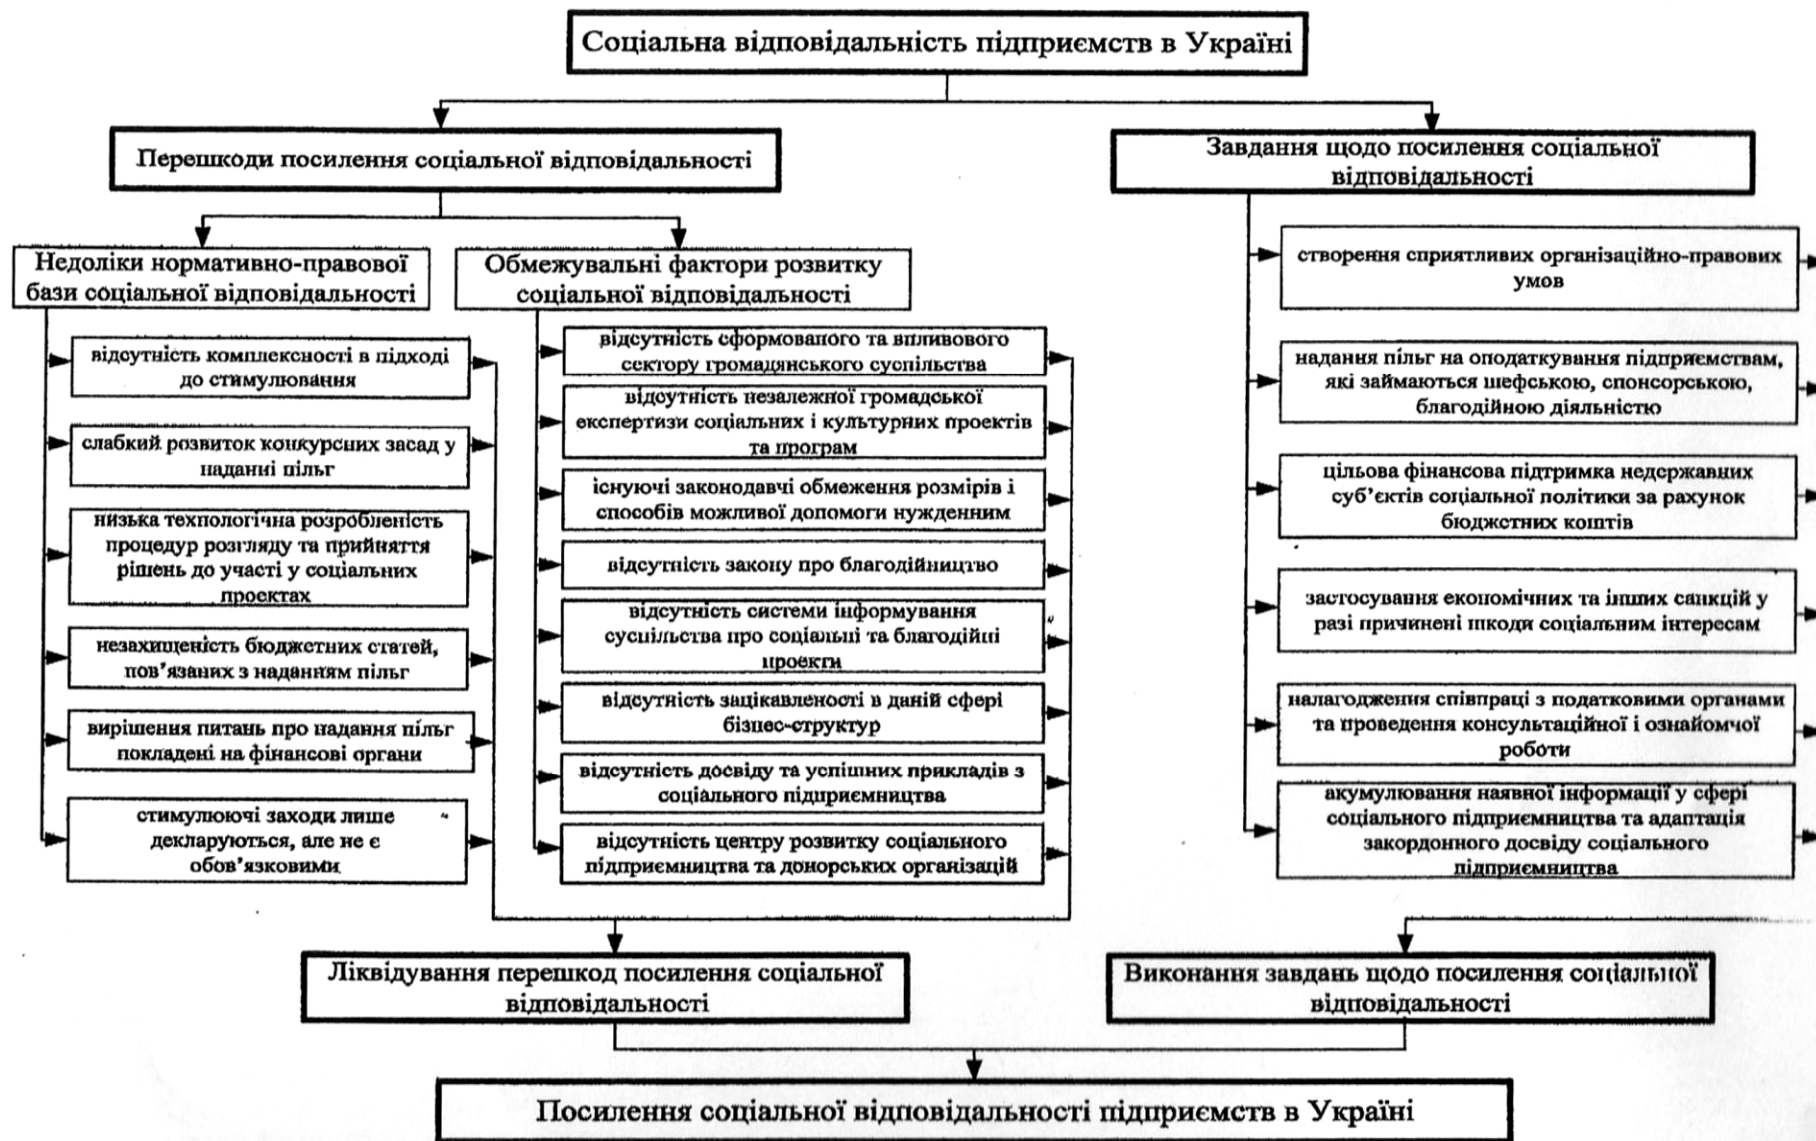 Соціальна відповідальність підприємств в Україні
Перешкоди посилення соціальної відповідальності
Завдання щодо посилення соціальної
відповідальності
Недоліки нормативно-правової
бази соціальної відповідальності
відсутність комплексності в підході
до стимулювання
слабкий розвиток конкурсних засад у
наданні пільг
низька технологічна розробленість
процедур розгляду та прийняття
рішень до участі у соціальних
проектах
незахищеність бюджетних статей,
пов’язаних з наданням пільг
вирішення питань про надання пільг
покладені на фінансові органи
стимулюючі заходи лише
декларуються, але не є
обов’язковими
Обмежувальні фактори розвитку
соціальної відповідальності
відсутність сформованого та впливового
сектору громадянського суспільства
відсутність незалежної громадської
експертизи соціальних і культурних проектів
та програм
існуючі законодавчі обмеження розмірів і
способів можливої допомоги нужденним
відсутність закону про благодійництво
відсутність системи інформування
суспільства про соціальні та благодійні
проекти
відсутність зацікавленості в даній сфері
бізнес-структур
відсутність досвіду та успішних прикладів з
соціального підприємництва
відсутність центру розвитку соціального
підприємництва та донорських організацій
створення сприятливих організаційно-правових
умов
надання пільг на оподаткування підприємствам,
які займаються шефською, спонсорською,
благодійною діяльністю
цільова фінансова підтримка недержавних
суб’єктів соціальної політики за рахунок
бюджетних коштів
застосування економічних та інших санкцій у
разі причинені шкоди соціальним інтересам
налагодження співпраці з податковими органами
та проведення консультаційної і ознайомчої
роботи
акумулювання наявної інформації у сфері
соціального підприємництва та адаптація
закордонного досвіду соціального
підприємництва
Ліквідування перешкод посилення соціальної
відповідальності
Виконання завдань щодо посилення соціальної
відповідальності
Посилення соціальної відповідальності підприємств в Україні